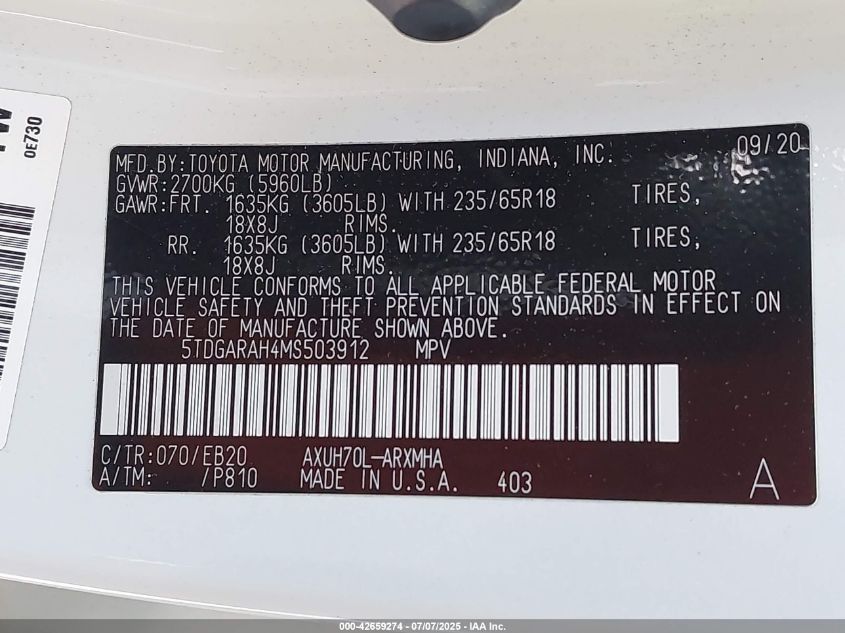 0E730
MFD.BY:TOYOTA MOTOR MANUFACTURING, INDIANA, INC. 09/20
GVWR:2700KG (5960LB)
GAWR:FRT. 1635KG (3605LB) WITH 235/65R18 TIRES,
18X8J RIMS.
RR. 1635KG (3605LB) WITH 235/65R18 TIRES,
18X8J RIMS.
THIS VEHICLE CONFORMS TO ALL APPLICABLE FEDERAL MOTOR
VEHICLE SAFETY AND THEFT PREVENTION STANDARDS IN EFFECT ON
THE DATE OF MANUFACTURE SHOWN ABOVE.
5TDGARAH4MS503912 MPV
C/TR:070/EB20 AXUH70L-ARXMHA
A/TM: /P810 MADE IN U.S.A. 403 A
000-42659274 - 07/07/2025 - IAA Inc.